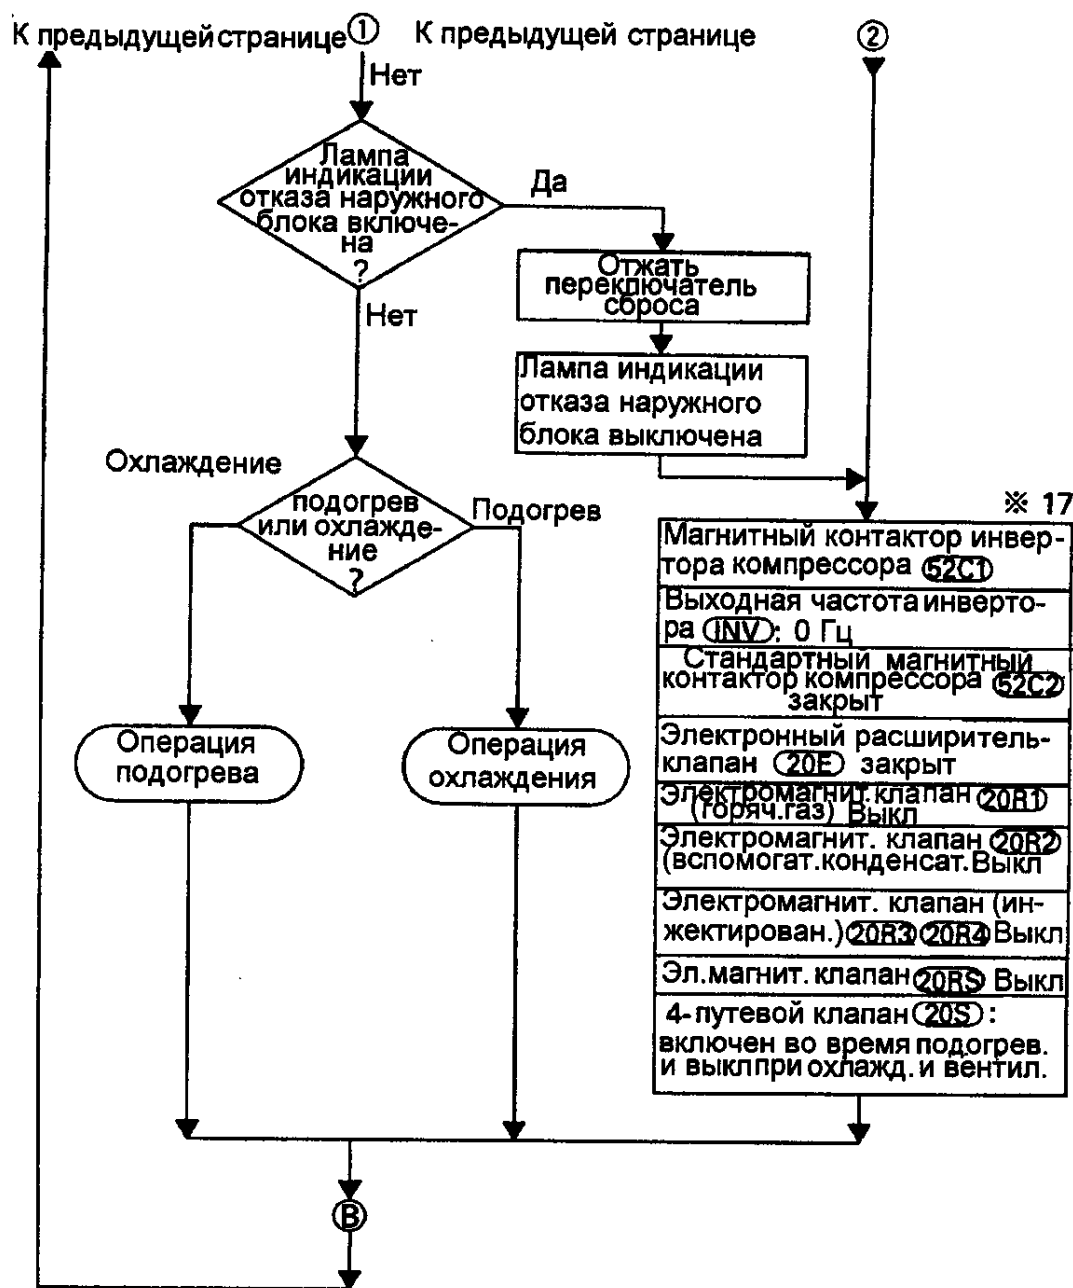 К предыдущей странице ① К предыдущей странице ②
Нет
Лампа
индикации
отказа наружного
блока включе-
на
?
Да
Отжать
переключатель
сброса
Нет
Лампа индикации
отказа наружного
блока выключена
Охлаждение
подогрев
или охлажде-
ние
?
Подогрев
※ 17
Магнитный контактор инвер-
тора компрессора 52C1
Выходная частота инверто-
ра INV: 0 Гц
Стандартный магнитный
контактор компрессора 52C2
закрыт
Электронный расширитель-
клапан 20E закрыт
Электромагнит.клапан 20R1
(горяч.газ) Выкл
Электромагнит. клапан 20R2
(вспомогат.конденсат.Выкл
Электромагнит. клапан (ин-
жектирован.) 20R3 20R4 Выкл
Эл.магнит. клапан 20RS Выкл
4-путевой клапан 20S :
включен во время подогрев.
и выкл при охлажд. и вентил.
Операция
подогрева
Операция
охлаждения
B